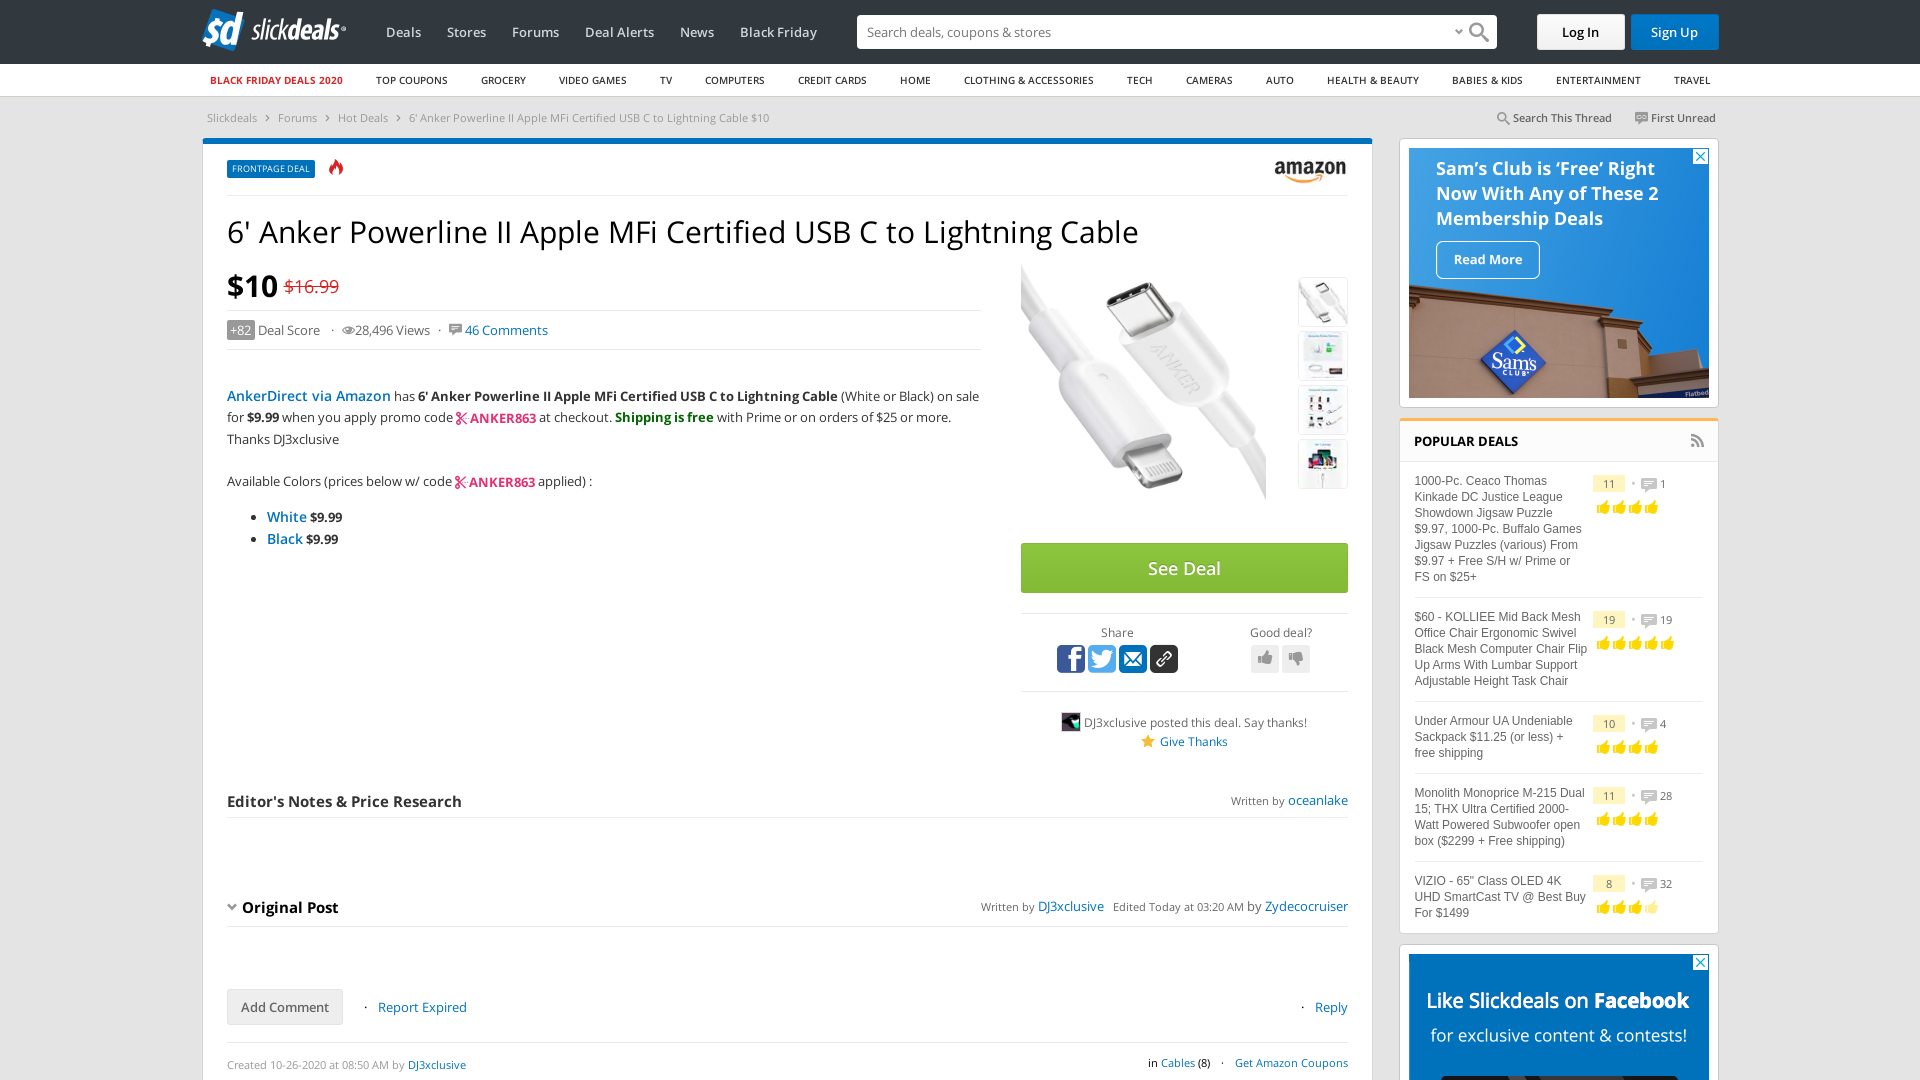 sd slickdeals
Deals Stores Forums Deal Alerts News Black Friday
Search deals, coupons & shopping
Log In Sign Up
BLACK FRIDAY DEALS 2020 TOP COUPONS GROCERY VIDEO GAMES TV COMPUTERS CREDIT CARDS HOME CLOTHING & ACCESSORIES TECH CAMERAS AUTO HEALTH & BEAUTY BABIES & KIDS ENTERTAINMENT TRAVEL
Slickdeals › Forums › Hot Deals › 6' Anker Powerline II Apple MFi Certified USB C to Lightning Cable $10
Search This Thread First Unread
FRONTPAGE DEAL
amazon
6' Anker Powerline II Apple MFi Certified USB C to Lightning Cable
$10 $16.99
+82 Deal Score · 28,496 Views · 46 Comments
AnkerDirect via Amazon has 6' Anker Powerline II Apple MFi Certified USB C to Lightning Cable (White or Black) on sale
for $9.99 when you apply promo code ANKER863 at checkout. Shipping is free with Prime or on orders of $25 or more.
Thanks DJ3xclusive
Available Colors (prices below w/ code ANKER863 applied) :
• White $9.99
• Black $9.99
ANKER
See Deal
Share Good deal?
DJ3xclusive posted this deal. Say thanks!
Give Thanks
Editor's Notes & Price Research
Written by oceanlake
Original Post
Written by DJ3xclusive Edited Today at 03:20 AM by Zydecocruiser
Add Comment · Report Expired
· Reply
Created 10-26-2020 at 08:50 AM by DJ3xclusive
in Cables (8) · Get Amazon Coupons
Sam's Club is ‘Free’ Right
Now With Any of These 2
Membership Deals
Read More
Sam's
CLUB
Flatbed
POPULAR DEALS
1000-Pc. Ceaco Thomas
Kinkade DC Justice League
Showdown Jigsaw Puzzle
$9.97, 1000-Pc. Buffalo Games
Jigsaw Puzzles (various) From
$9.97 + Free S/H w/ Prime or
FS on $25+
11 • 1
$60 - KOLLIEE Mid Back Mesh
Office Chair Ergonomic Swivel
Black Mesh Computer Chair Flip
Up Arms With Lumbar Support
Adjustable Height Task Chair
19 • 19
Under Armour UA Undeniable
Sackpack $11.25 (or less) +
free shipping
10 • 4
Monolith Monoprice M-215 Dual
15; THX Ultra Certified 2000-
Watt Powered Subwoofer open
box ($2299 + Free shipping)
11 • 28
VIZIO - 65" Class OLED 4K
UHD SmartCast TV @ Best Buy
For $1499
8 • 32
Like Slickdeals on Facebook
for exclusive content & contests!